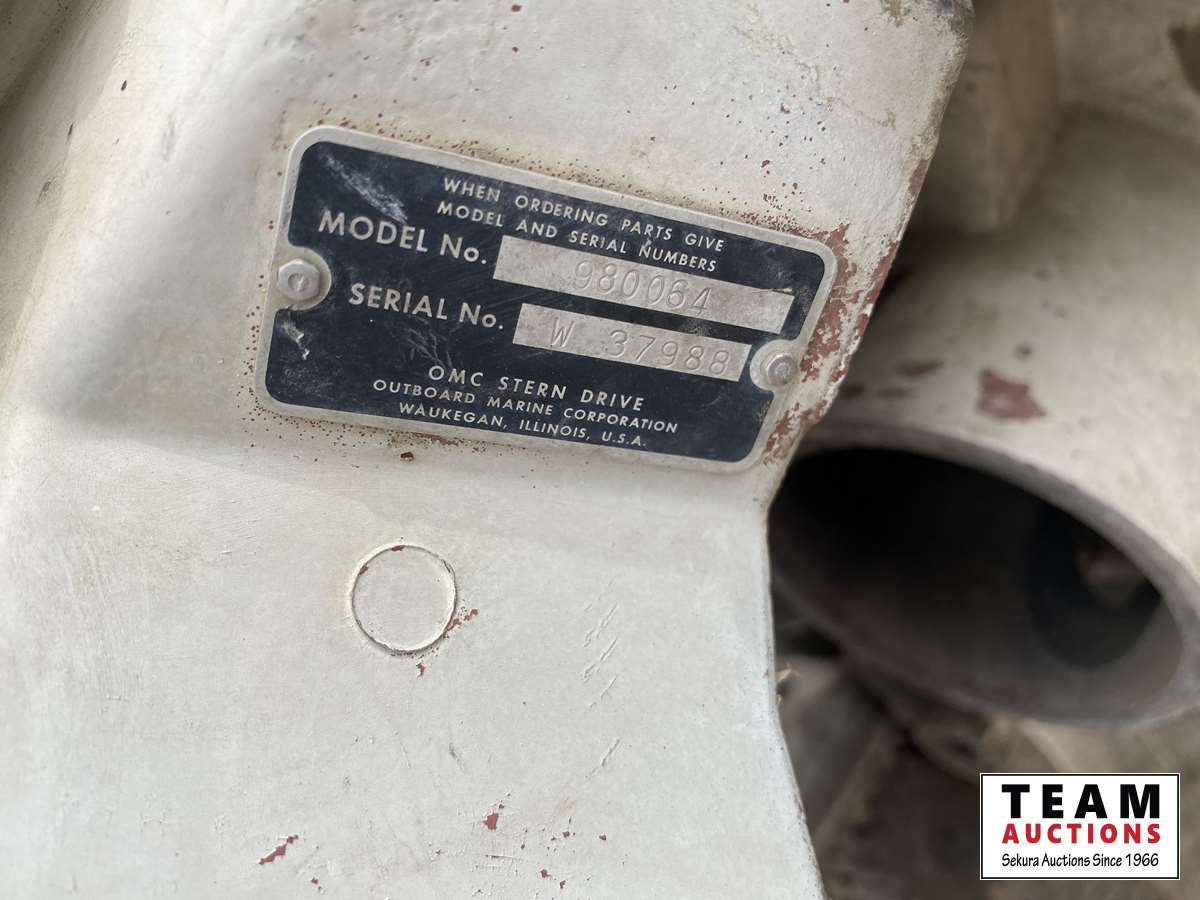 WHEN ORDERING PARTS GIVE
MODEL AND SERIAL NUMBERS
MODEL No. 980064
SERIAL No. W 37988
OMC STERN DRIVE
OUTBOARD MARINE CORPORATION
WAUKEGAN, ILLINOIS, U.S.A.
TEAM
AUCTIONS
Sekura Auctions Since 1966